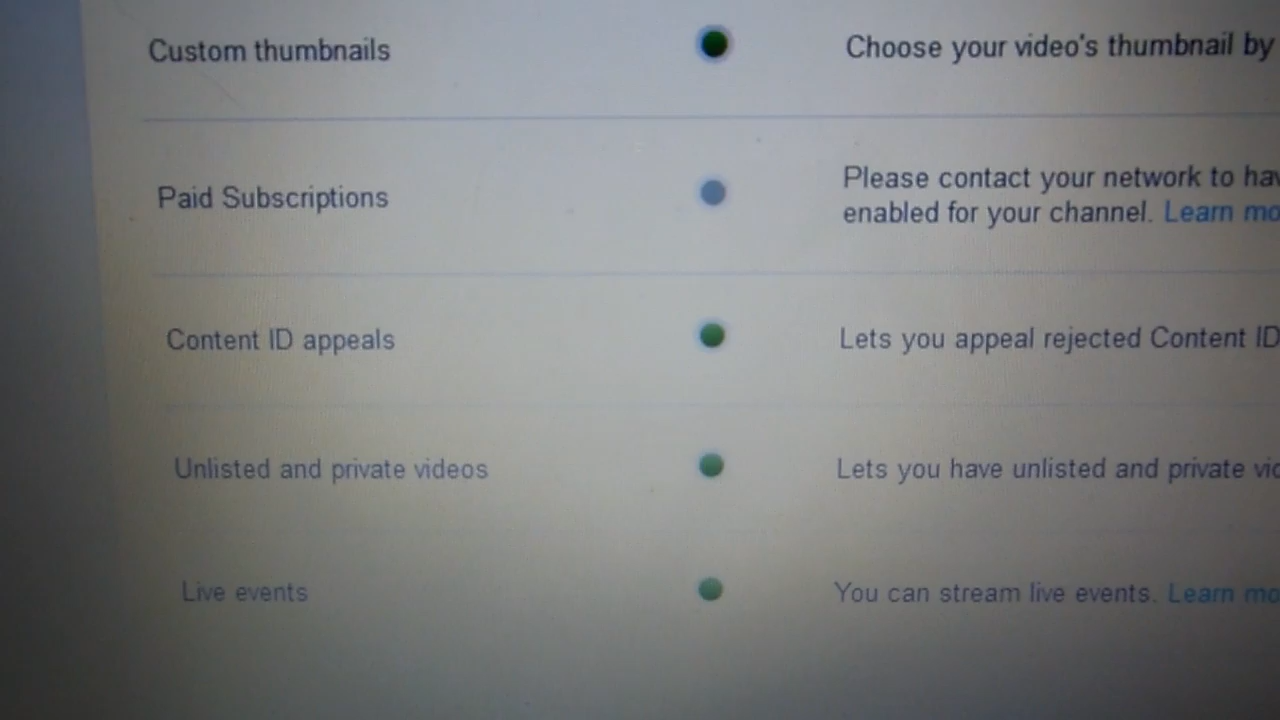 Custom thumbnails
Choose your video's thumbnail by
Paid Subscriptions
Please contact your network to hav
enabled for your channel. Learn mo
Content ID appeals
Lets you appeal rejected Content ID
Unlisted and private videos
Lets you have unlisted and private vid
Live events
You can stream live events. Learn mo